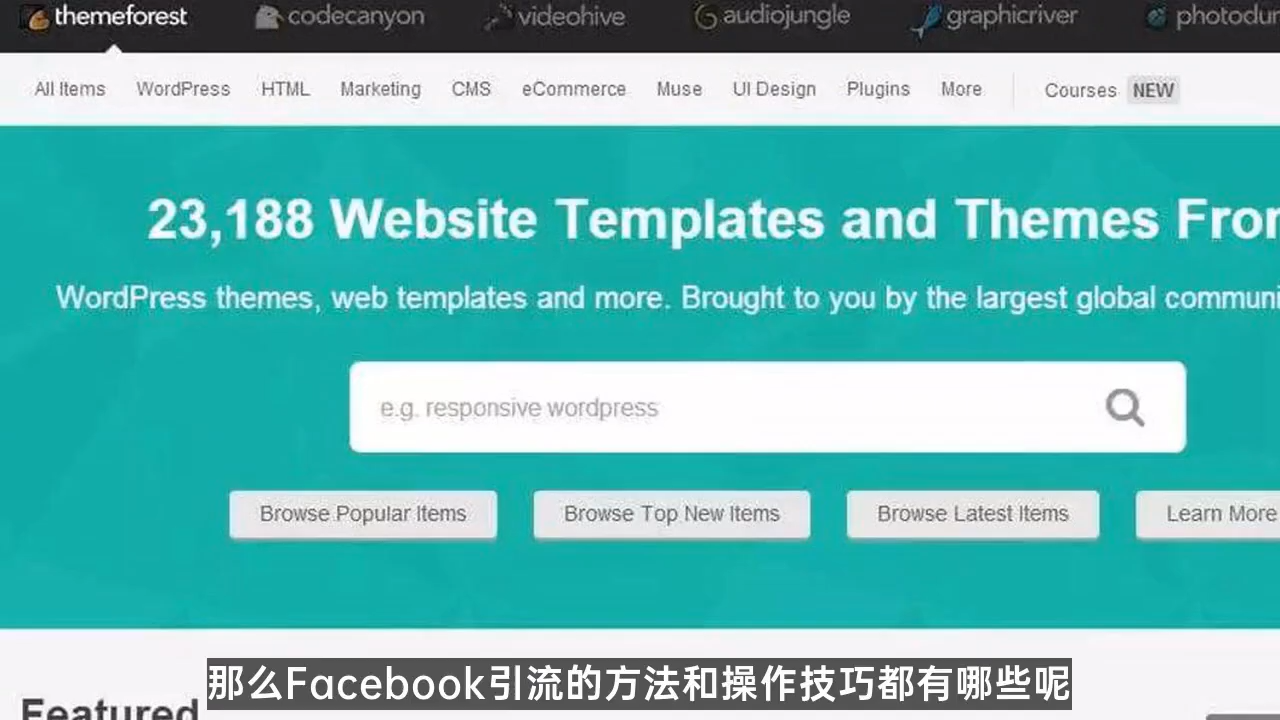 themeforest codecanyon videohive audiojungle graphicriver photodun
All Items WordPress HTML Marketing CMS eCommerce Muse UI Design Plugins More Courses NEW
23,188 Website Templates and Themes From
WordPress themes, web templates and more. Brought to you by the largest global communi
e.g. responsive wordpress
Browse Popular Items Browse Top New Items Browse Latest Items Learn More
那么Facebook引流的方法和操作技巧都有哪些呢
Featured